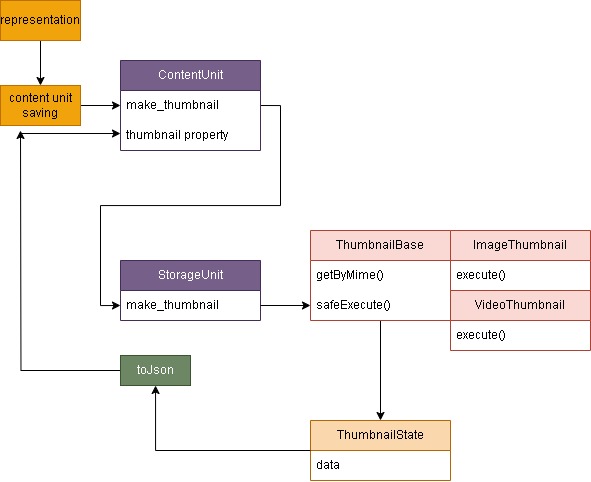 representation
content unit
saving
ContentUnit
make_thumbnail
thumbnail property
StorageUnit
make_thumbnail
ThumbnailBase
getByMime()
safeExecute()
ImageThumbnail
execute()
VideoThumbnail
execute()
toJson
ThumbnailState
data